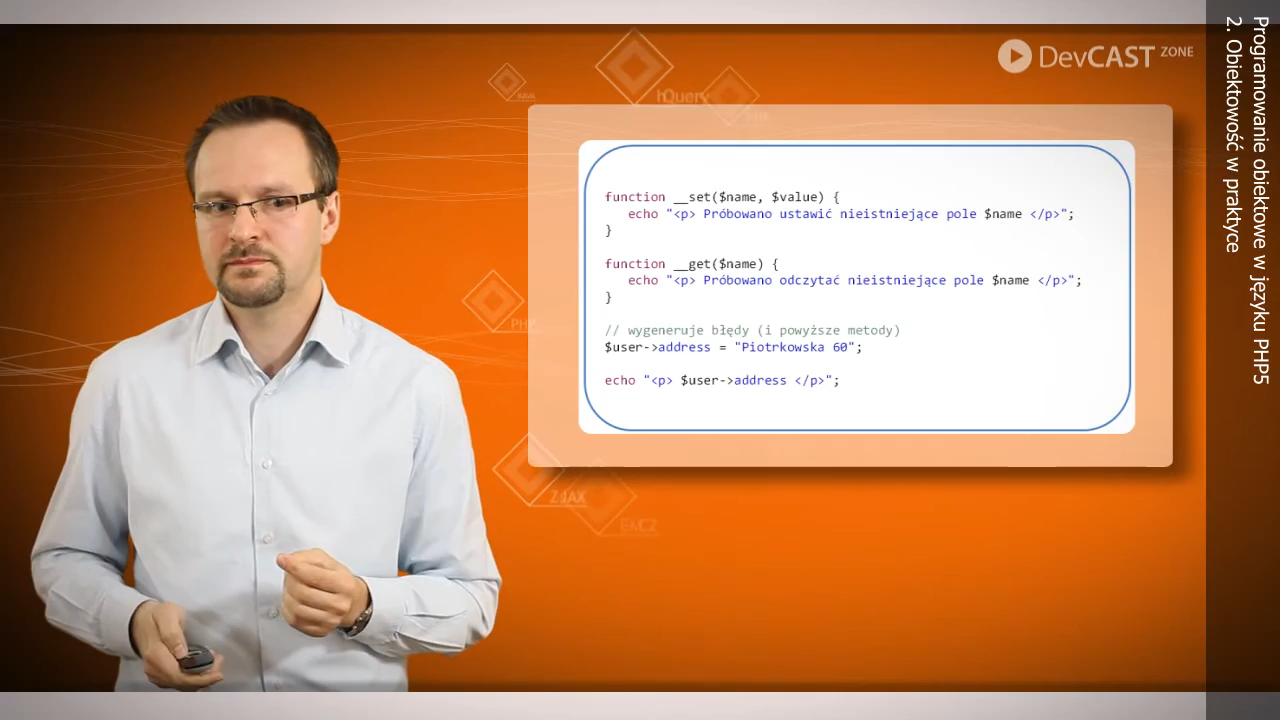 DevCAST ZONE
Programowanie obiektowe w języku PHP5
2. Obiektowość w praktyce
hQuery
PHP
function __set($name, $value) {
echo "<p> Próbowano ustawić nieistniejące pole $name </p>";
}
function __get($name) {
echo "<p> Próbowano odczytać nieistniejące pole $name </p>";
}
// wygeneruje błędy (i powyższe metody)
$user->address = "Piotrkowska 60";
echo "<p> $user->address </p>";